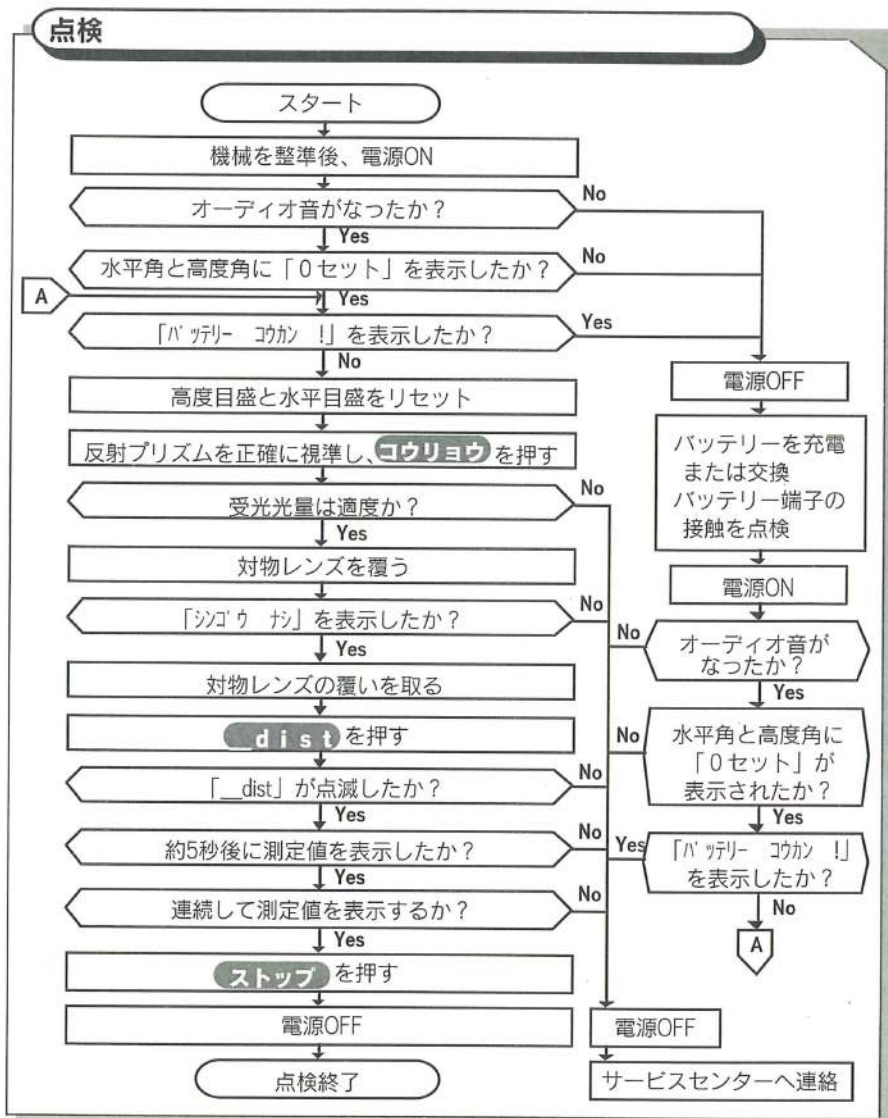 点検
スタート
機械を整準後、電源ON
オーディオ音がなったか？
No
Yes
水平角と高度角に「0セット」を表示したか？
No
A
Yes
「ﾊﾞｯﾃﾘｰ ｺｳｶﾝ !」を表示したか？
Yes
No
高度目盛と水平目盛をリセット
反射プリズムを正確に視準し、コウリョウを押す
受光光量は適度か？
No
Yes
対物レンズを覆う
「ｼﾝｺﾞｳ ﾅｼ」を表示したか？
No
Yes
対物レンズの覆いを取る
__distを押す
「__dist」が点滅したか？
No
Yes
約5秒後に測定値を表示したか？
No
Yes
連続して測定値を表示するか？
No
Yes
ストップを押す
電源OFF
点検終了
電源OFF
バッテリーを充電
または交換
バッテリー端子の
接触を点検
電源ON
オーディオ音が
なったか？
No
Yes
水平角と高度角に
「0セット」が
表示されたか？
No
Yes
「ﾊﾞｯﾃﾘｰ ｺｳｶﾝ !」
を表示したか？
Yes
No
A
電源OFF
サービスセンターへ連絡